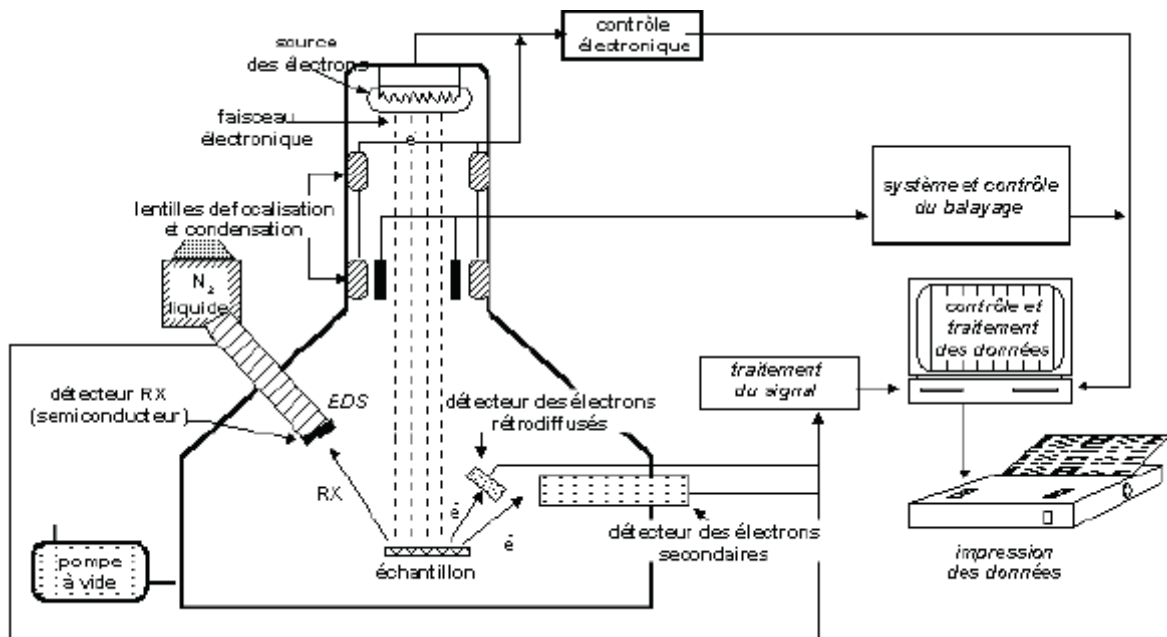 contrôle
électronique
source
des électrons
faisceau
électronique
e
lentilles de focalisation
et condensation
système et contrôle
du balayage
N2
liquide
contrôle et
traitement
des données
traitement
du signal
détecteur RX
(semiconducteur)
EDS
détecteur des électrons
rétrodiffusés
RX
é
é
détecteur des électrons
secondaires
échantillon
pompe
à vide
impression
des données